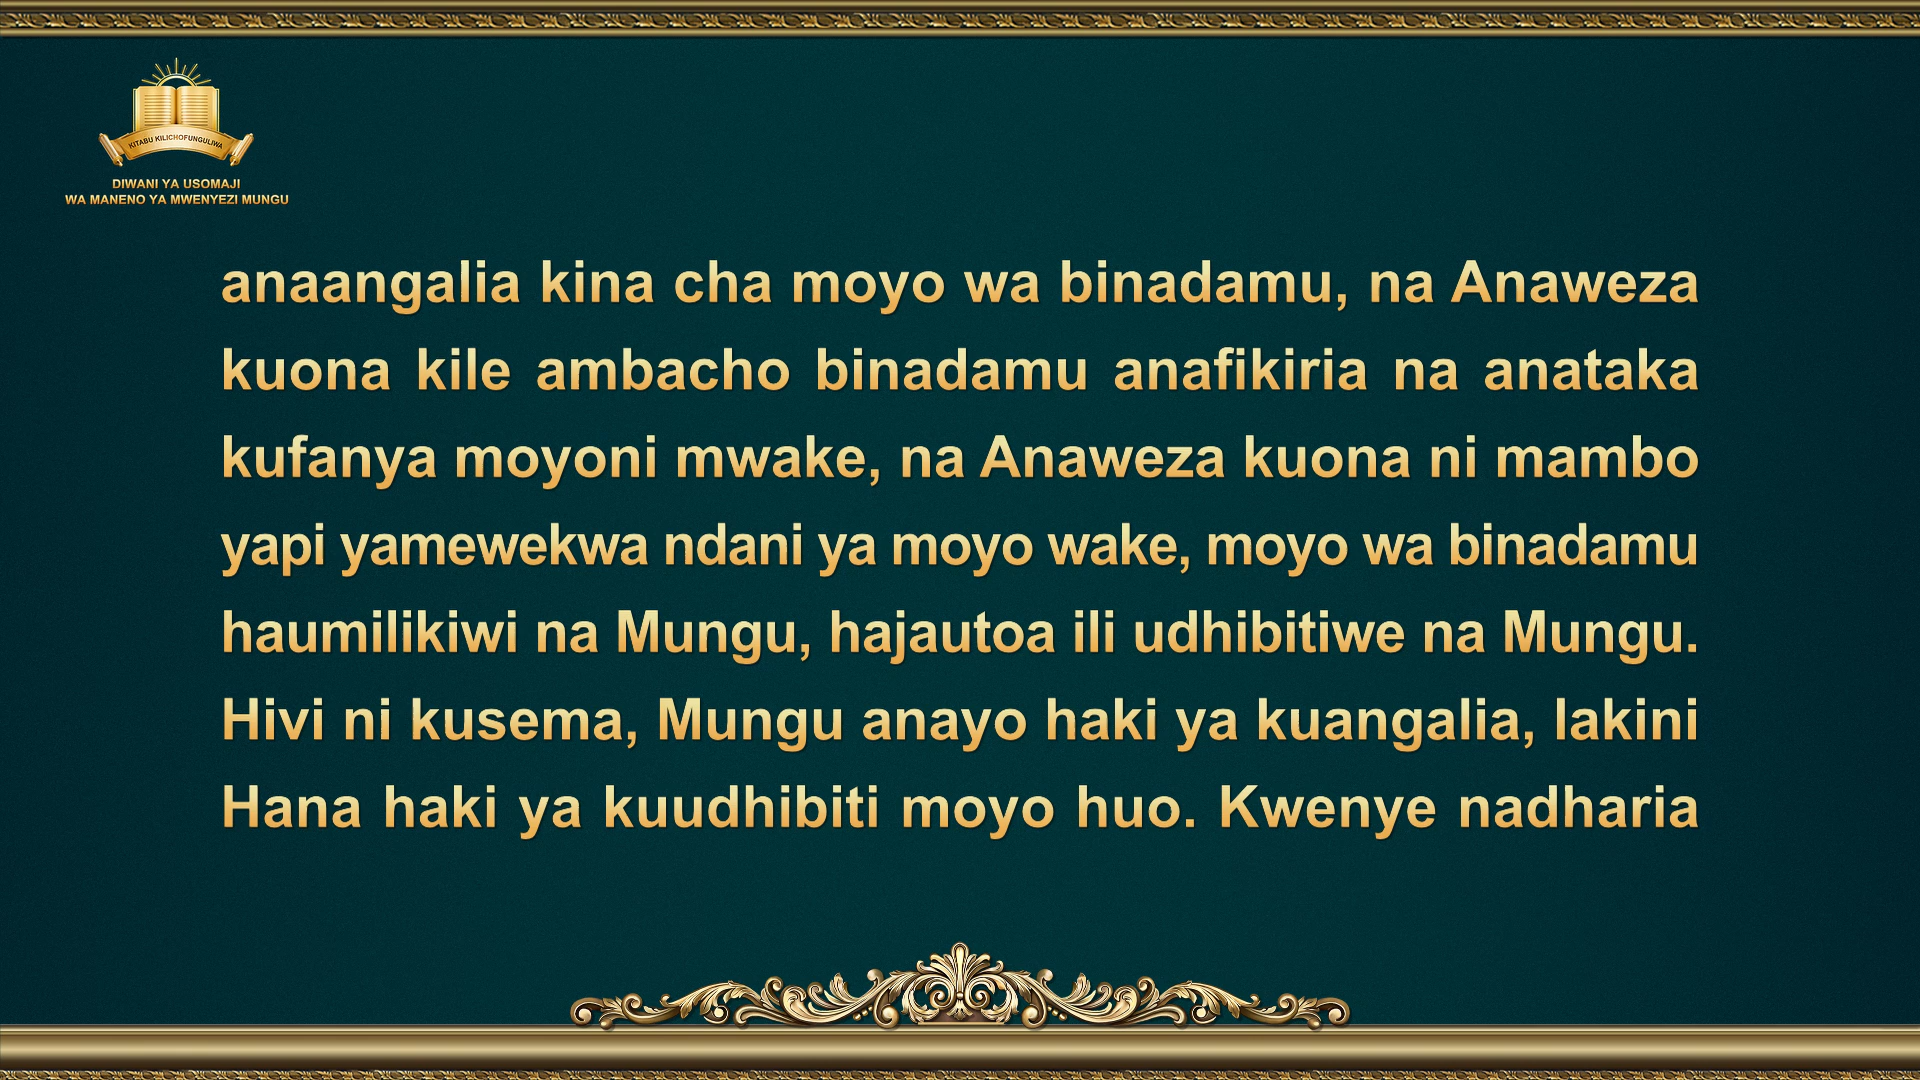 KITABU KILICHOFUNGULIWA
DIWANI YA USOMAJI
WA MANENO YA MWENYEZI MUNGU
anaangalia kina cha moyo wa binadamu, na Anaweza
kuona kile ambacho binadamu anafikiria na anataka
kufanya moyoni mwake, na Anaweza kuona ni mambo
yapi yamewekwa ndani ya moyo wake, moyo wa binadamu
haumilikiwi na Mungu, hajautoa ili udhibitiwe na Mungu.
Hivi ni kusema, Mungu anayo haki ya kuangalia, lakini
Hana haki ya kuudhibiti moyo huo. Kwenye nadharia